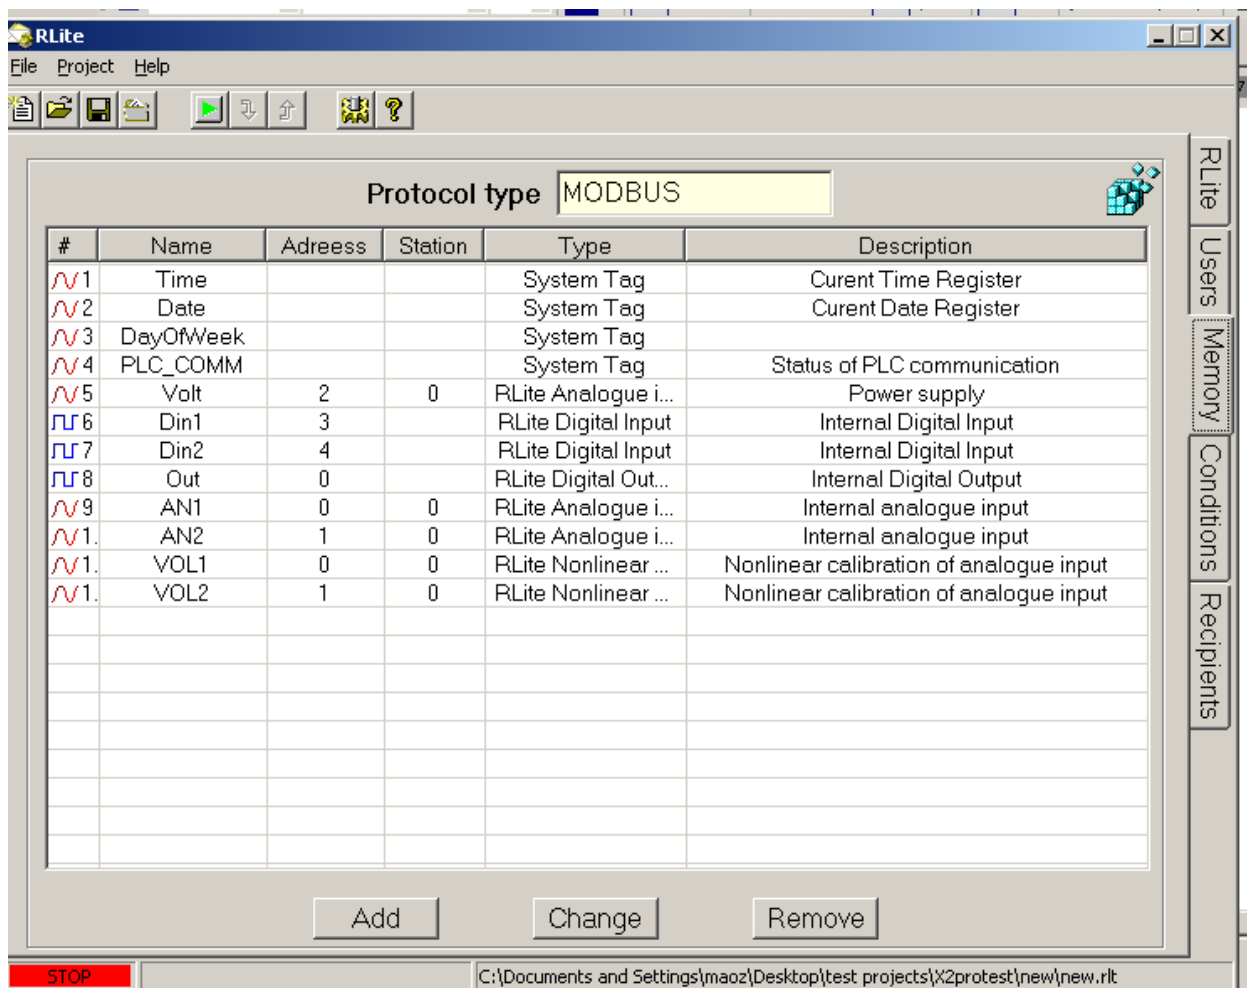 RLite
File Project Help
RLite
Users
Memory
Conditions
Recipients
Protocol type MODBUS
# Name Adreess Station Type Description
1 Time System Tag Curent Time Register
2 Date System Tag Curent Date Register
3 DayOfWeek System Tag
4 PLC_COMM System Tag Status of PLC communication
5 Volt 2 0 RLite Analogue i... Power supply
6 Din1 3 RLite Digital Input Internal Digital Input
7 Din2 4 RLite Digital Input Internal Digital Input
8 Out 0 RLite Digital Out... Internal Digital Output
9 AN1 0 0 RLite Analogue i... Internal analogue input
1. AN2 1 0 RLite Analogue i... Internal analogue input
1. VOL1 0 0 RLite Nonlinear ... Nonlinear calibration of analogue input
1. VOL2 1 0 RLite Nonlinear ... Nonlinear calibration of analogue input
Add Change Remove
STOP C:\Documents and Settings\maoz\Desktop\test projects\X2protest\new\new.rlt